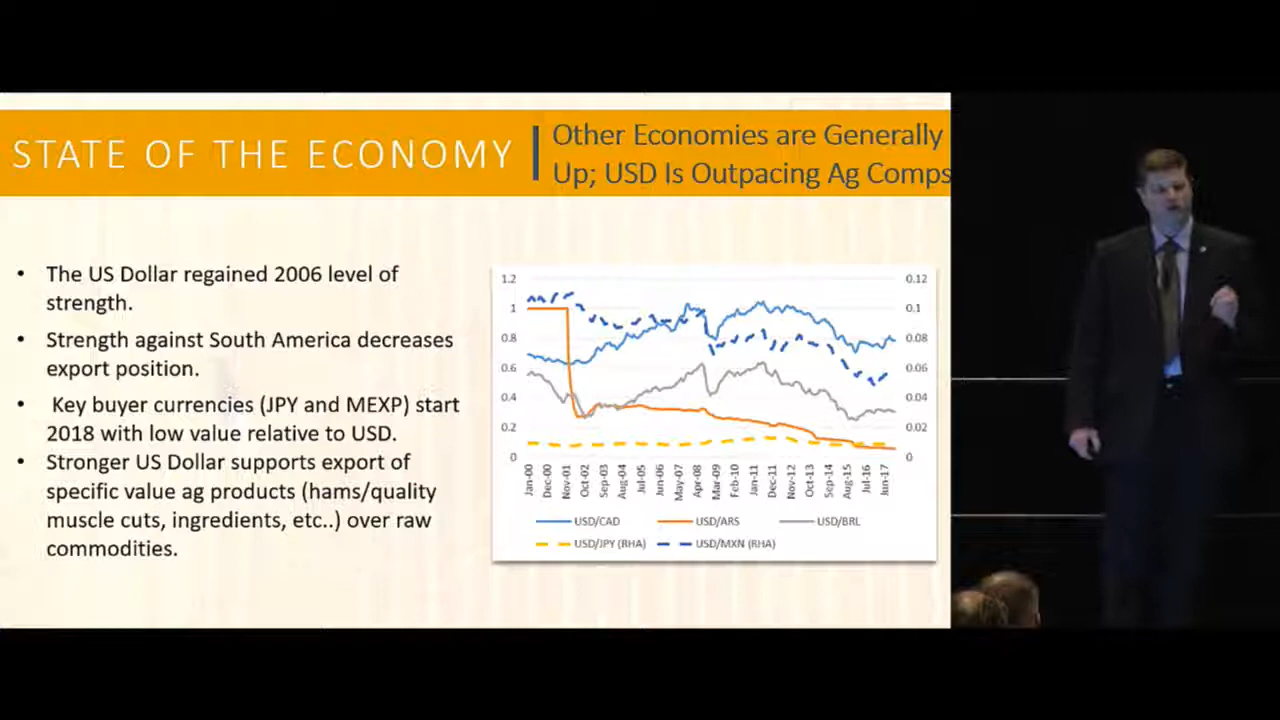 STATE OF THE ECONOMY
Other Economies are Generally
Up; USD Is Outpacing Ag Comps
• The US Dollar regained 2006 level of
strength.
• Strength against South America decreases
export position.
• Key buyer currencies (JPY and MEXP) start
2018 with low value relative to USD.
• Stronger US Dollar supports export of
specific value ag products (hams/quality
muscle cuts, ingredients, etc..) over raw
commodities.
1.2
1
0.8
0.6
0.4
0.2
0
0.12
0.1
0.08
0.06
0.04
0.02
0
Jan-00
Dec-00
Nov-01
Oct-02
Sep-03
Aug-04
Jul-05
Jun-06
May-07
Apr-08
Mar-09
Feb-10
Jan-11
Dec-11
Nov-12
Oct-13
Sep-14
Aug-15
Jul-16
Jun-17
USD/CAD USD/ARS USD/BRL
USD/JPY (RHA) USD/MXN (RHA)